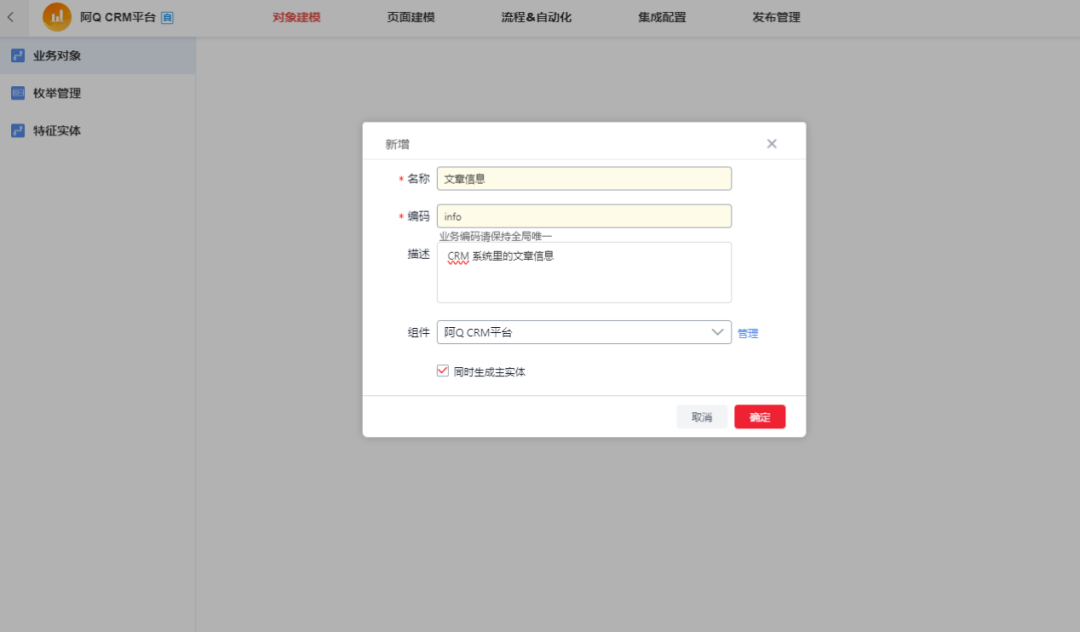 阿Q CRM平台 自
对象建模 页面建模 流程&自动化 集成配置 发布管理
业务对象
枚举管理
特征实体
新增
* 名称 文章信息
* 编码 info
业务编码请保持全局唯一
描述 CRM 系统里的文章信息
组件 阿Q CRM平台 管理
同时生成主实体
取消 确定